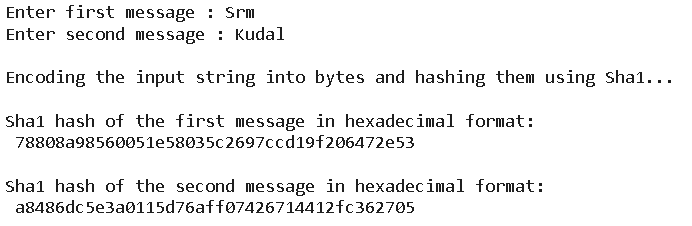 Enter first message : Srm
Enter second message : Kudal
Encoding the input string into bytes and hashing them using Sha1...
Sha1 hash of the first message in hexadecimal format:
78808a98560051e58035c2697ccd19f206472e53
Sha1 hash of the second message in hexadecimal format:
a8486dc5e3a0115d76aff07426714412fc362705